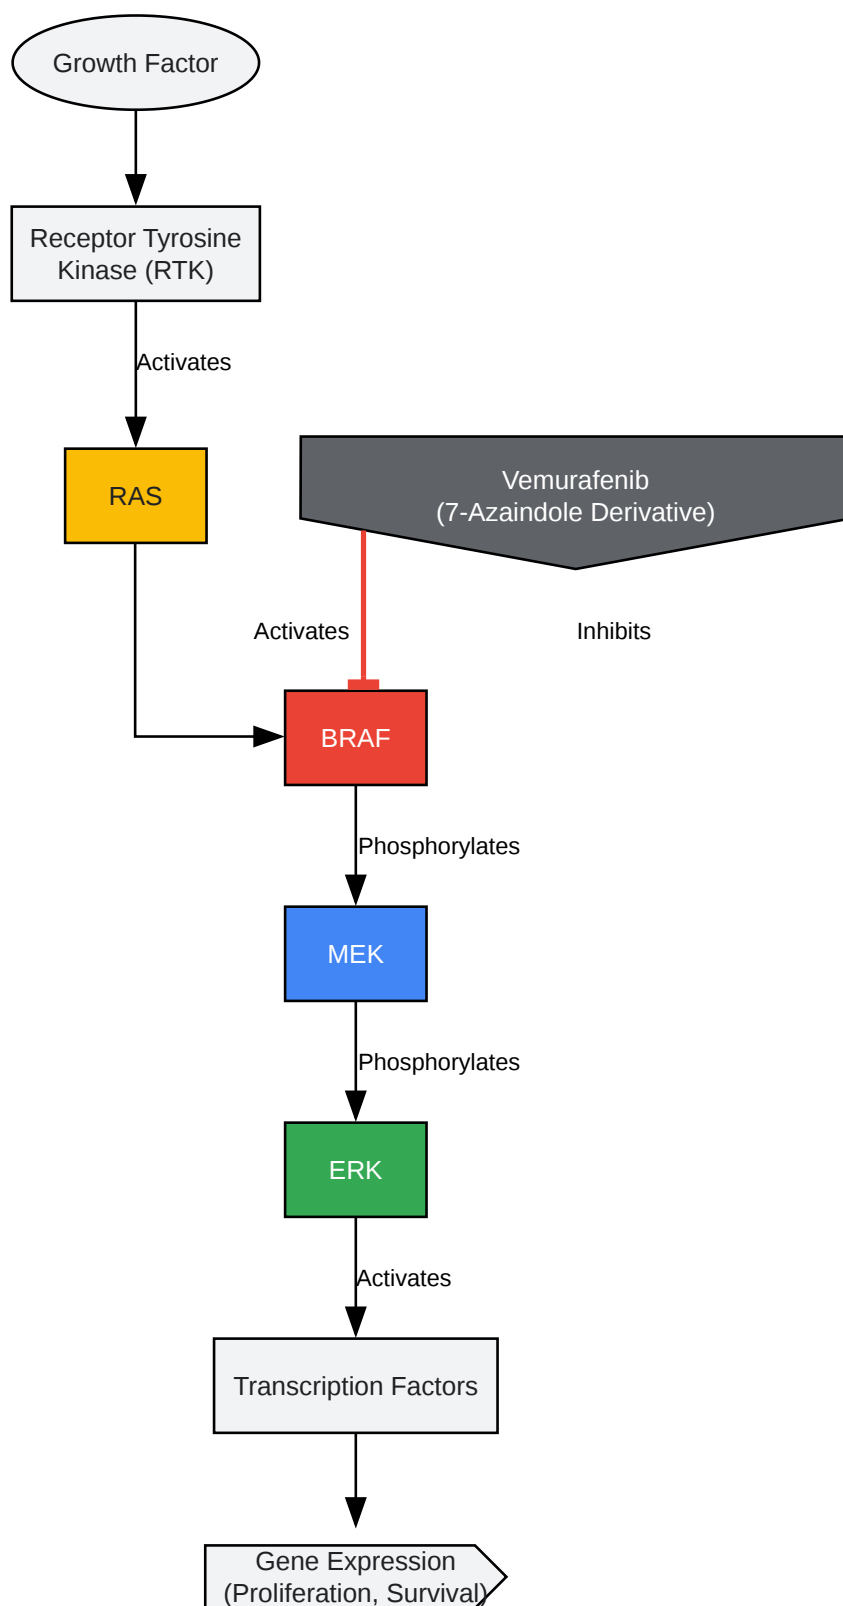 Growth Factor
Receptor Tyrosine
Kinase (RTK)
Activates
RAS
Vemurafenib
(7-Azaindole Derivative)
Activates
Inhibits
BRAF
Phosphorylates
MEK
Phosphorylates
ERK
Activates
Transcription Factors
Gene Expression
(Proliferation, Survival)